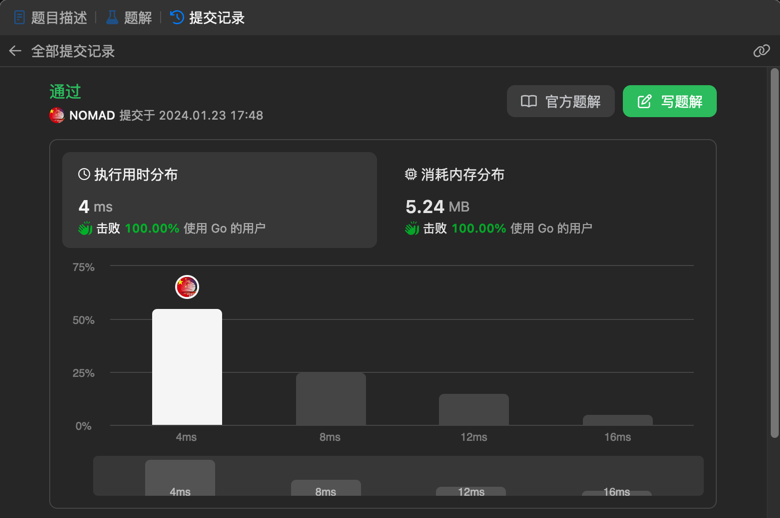 题目描述 题解 提交记录
全部提交记录
通过
NOMAD 提交于 2024.01.23 17:48
官方题解 写题解
执行用时分布
4 ms
击败 100.00% 使用 Go 的用户
消耗内存分布
5.24 MB
击败 100.00% 使用 Go 的用户
75%
50%
25%
0%
4ms 8ms 12ms 16ms
4ms 8ms 12ms 16ms